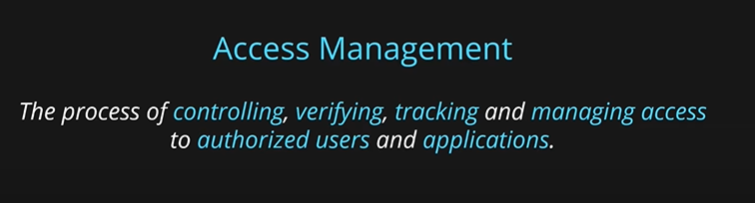 Access Management
The process of controlling, verifying, tracking and managing access
to authorized users and applications.